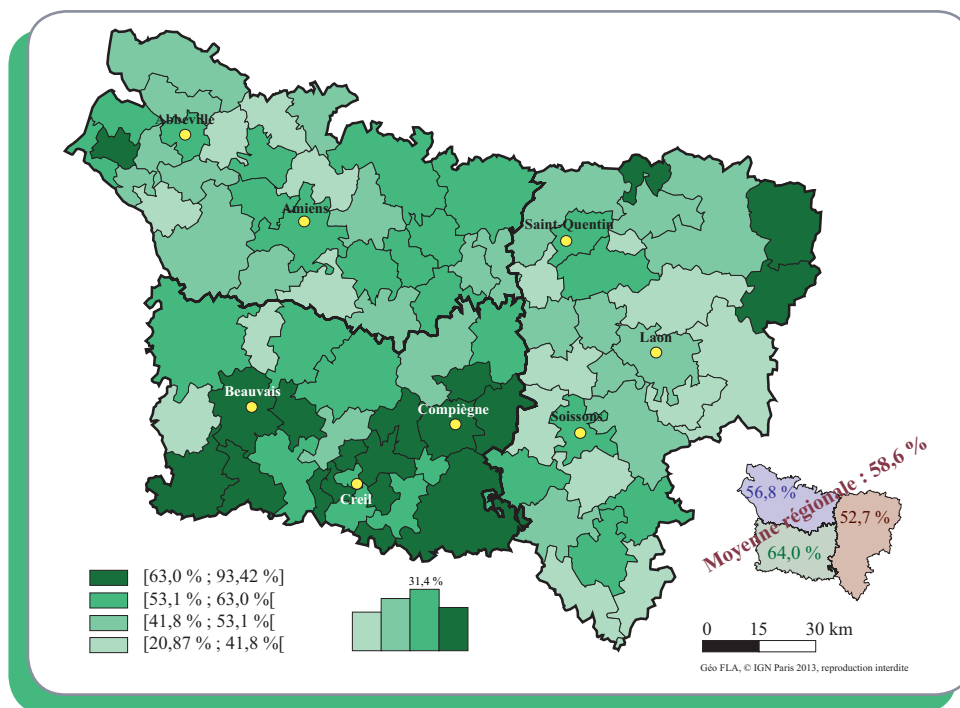 Abbeville
Amiens
Saint-Quentin
Laon
Beauvais
Compiègne
Soissons
Creil
Moyenne régionale : 58,6 %
56,8 %
52,7 %
64,0 %
[63,0 % ; 93,42 %]
[53,1 % ; 63,0 %[
[41,8 % ; 53,1 %[
[20,87 % ; 41,8 %[
31,4 %
0 15 30 km
Géo FLA, © IGN Paris 2013, reproduction interdite